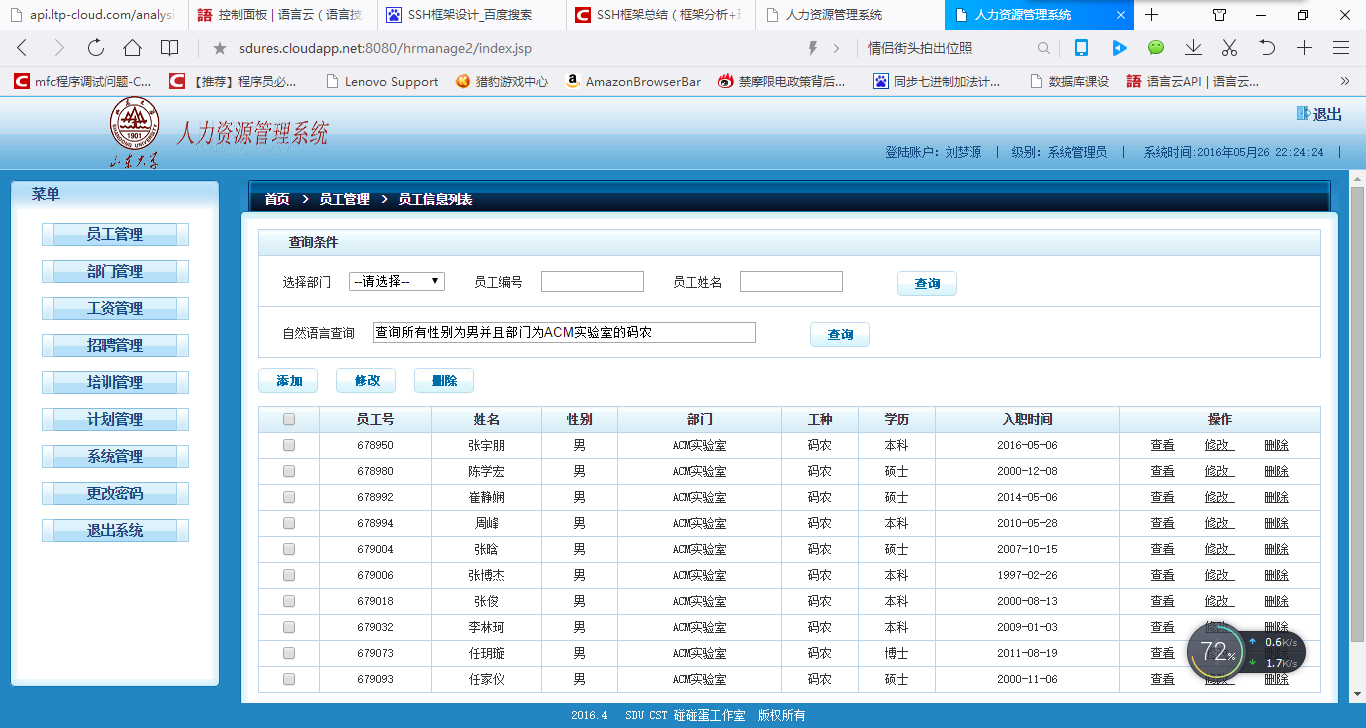 api.ltp-cloud.com/analysi 語 控制面板 | 语言云（语言技 SSH框架设计_百度搜索 SSH框架总结（框架分析+ 人力资源管理系统 人力资源管理系统
sdures.cloudapp.net:8080/hrmanage2/index.jsp 情侣街头拍出位照
mfc程序调试问题-C... 【推荐】程序员必... Lenovo Support 猎豹游戏中心 AmazonBrowserBar 禁摩限电政策背后... 同步七进制加法计... 数据库课设 語 语言云API | 语言云... »
1901
山东大学
人力资源管理系统
退出
登陆账户：刘梦源 | 级别：系统管理员 | 系统时间:2016年05月26 22:24:24 |
菜单
员工管理
部门管理
工资管理
招聘管理
培训管理
计划管理
系统管理
更改密码
退出系统
首页 > 员工管理 > 员工信息列表
查询条件
选择部门 --请选择-- 员工编号 员工姓名 查询
自然语言查询 查询所有性别为男并且部门为ACM实验室的码农 查询
添加 修改 删除
员工号 姓名 性别 部门 工种 学历 入职时间 操作
678950 张宇朋 男 ACM实验室 码农 本科 2016-05-06 查看 修改 删除
678980 陈学宏 男 ACM实验室 码农 硕士 2000-12-08 查看 修改 删除
678992 崔静娴 男 ACM实验室 码农 硕士 2014-05-06 查看 修改 删除
678994 周峰 男 ACM实验室 码农 本科 2010-05-28 查看 修改 删除
679004 张晗 男 ACM实验室 码农 硕士 2007-10-15 查看 修改 删除
679006 张博杰 男 ACM实验室 码农 本科 1997-02-26 查看 修改 删除
679018 张俊 男 ACM实验室 码农 本科 2000-08-13 查看 修改 删除
679032 李林珂 男 ACM实验室 码农 本科 2009-01-03 查看 修改 删除
679073 任玥璇 男 ACM实验室 码农 博士 2011-08-19 查看
679093 任家仪 男 ACM实验室 码农 硕士 2000-11-06 查看 修改 删除
72% 0.6K/s
1.7K/s
2016.4 SDU CST 碰碰蛋工作室 版权所有